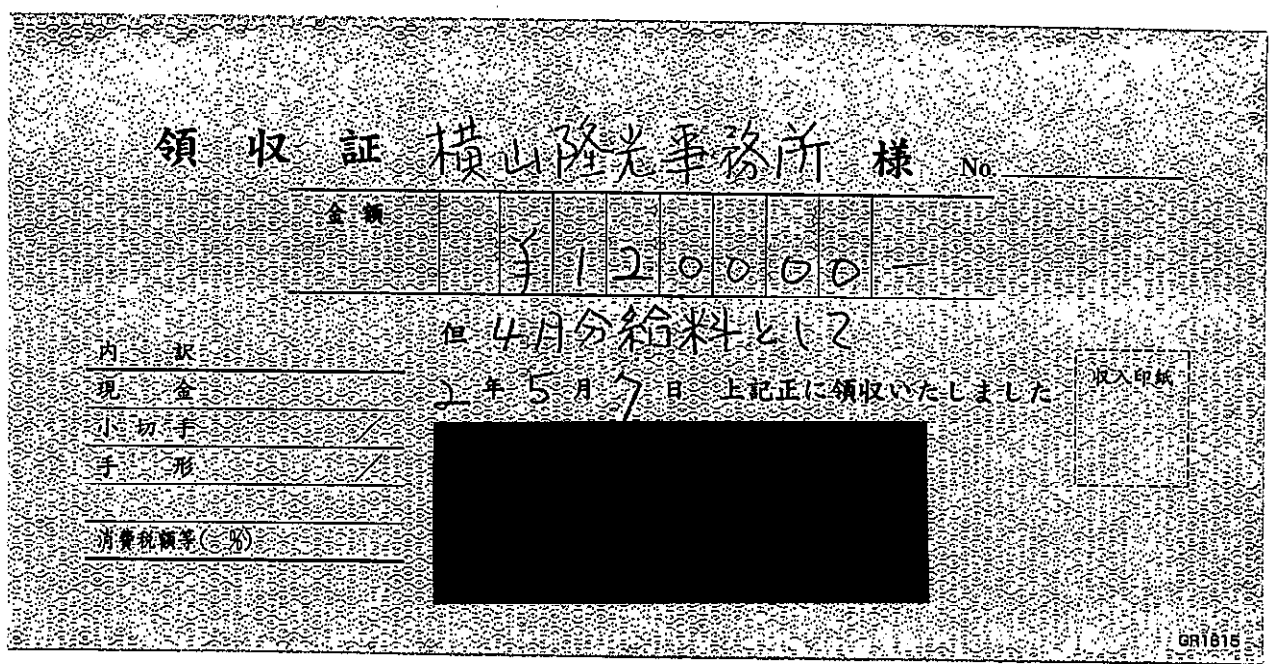 領収証 横山隆光事務所 様 No.
金額 ¥120000-
但 4月分給料として
2年5月7日 上記正に領収いたしました
内訳
現金
小切手 /
手形 /
消費税額等( %)
収入印紙
GR1615